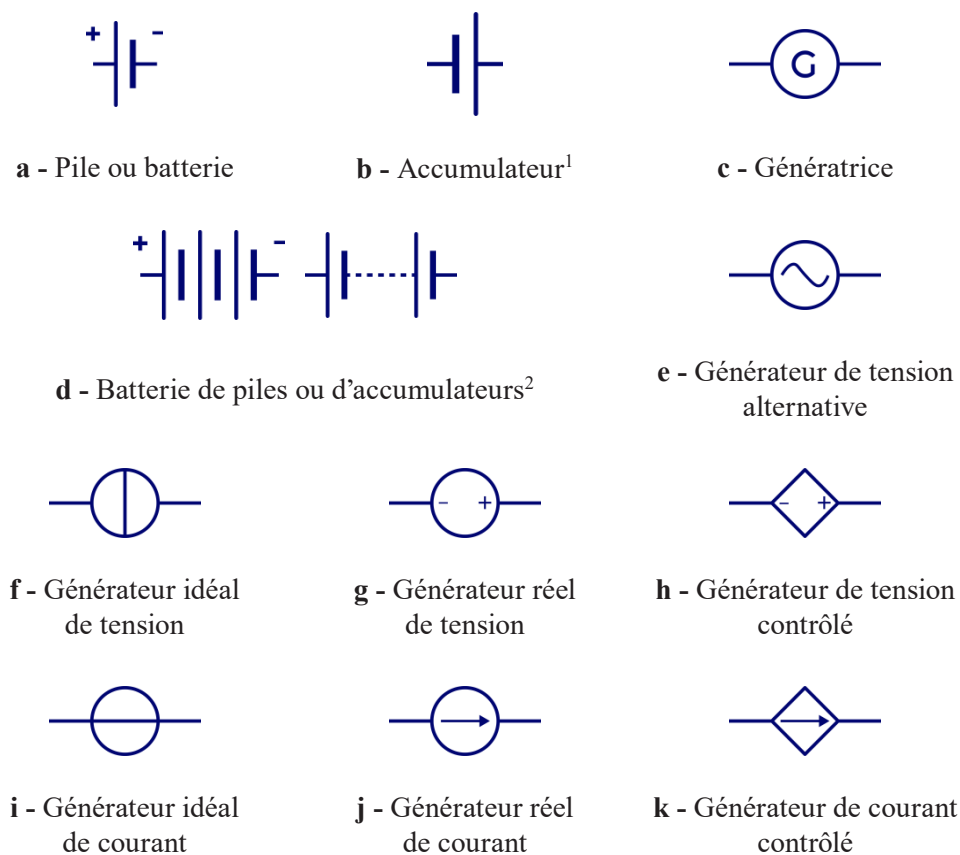 + -
G
a - Pile ou batterie
b - Accumulateur¹
c - Génératrice
+ -
d - Batterie de piles ou d’accumulateurs²
e - Générateur de tension
alternative
- +
- +
f - Générateur idéal
de tension
g - Générateur réel
de tension
h - Générateur de tension
contrôlé
i - Générateur idéal
de courant
j - Générateur réel
de courant
k - Générateur de courant
contrôlé